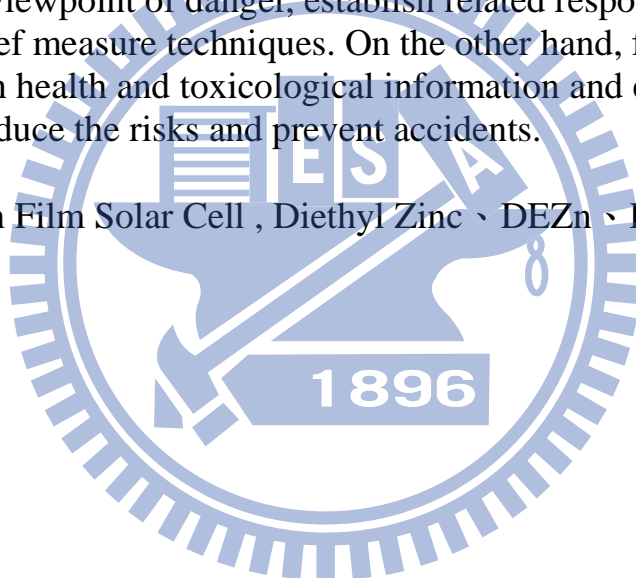 viewpoint of danger, establish related respo
ef measure techniques. On the other hand, f
n health and toxicological information and
duce the risks and prevent accidents.
E S A
n Film Solar Cell , Diethyl Zinc、DEZn、
8
1896